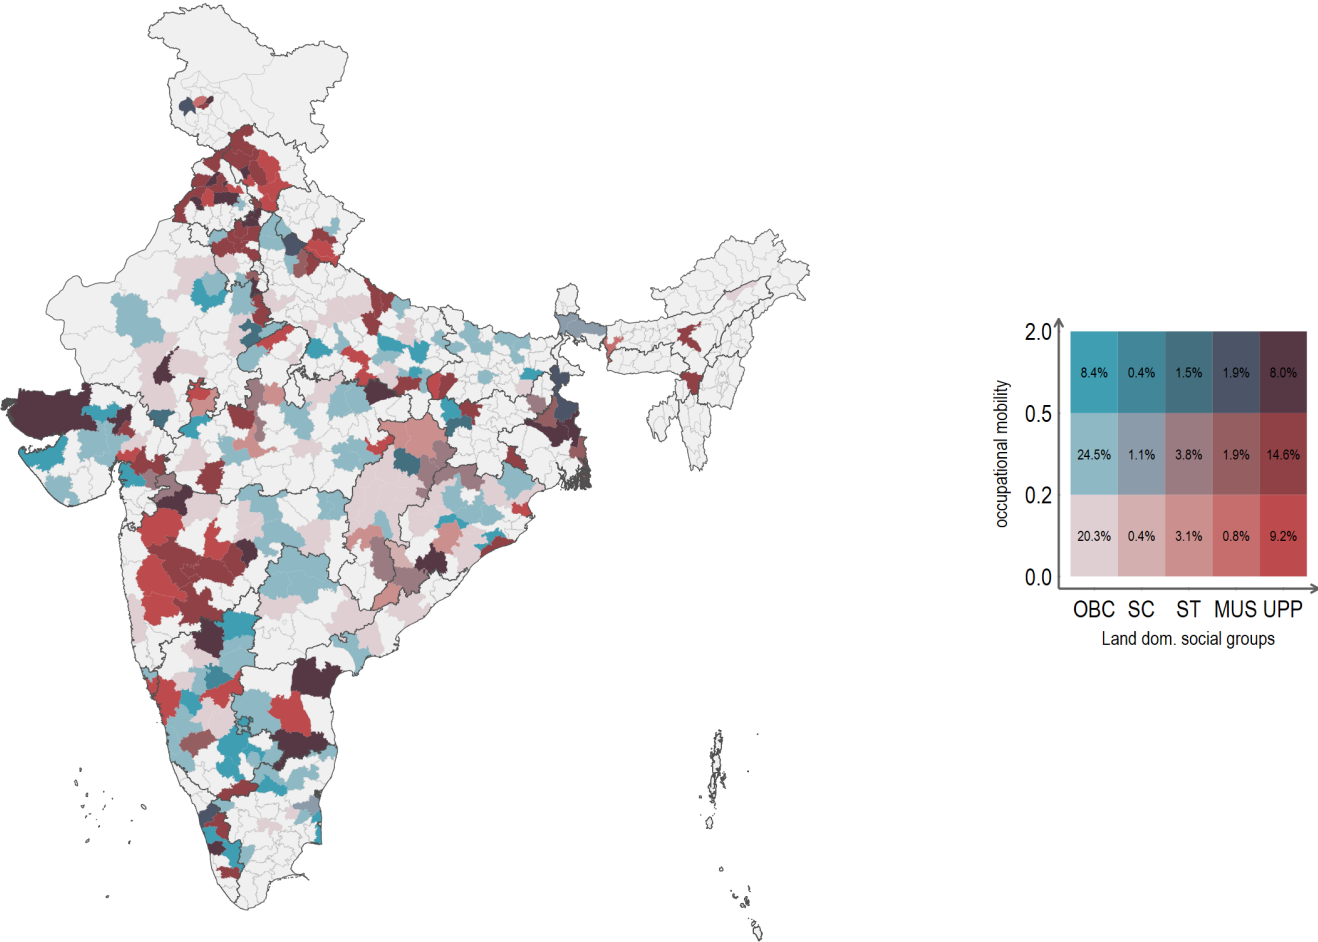 2.0
8.4% 0.4% 1.5% 1.9% 8.0%
0.5
24.5% 1.1% 3.8% 1.9% 14.6%
0.2
20.3% 0.4% 3.1% 0.8% 9.2%
0.0
occupational mobility
OBC SC ST MUS UPP
Land dom. social groups